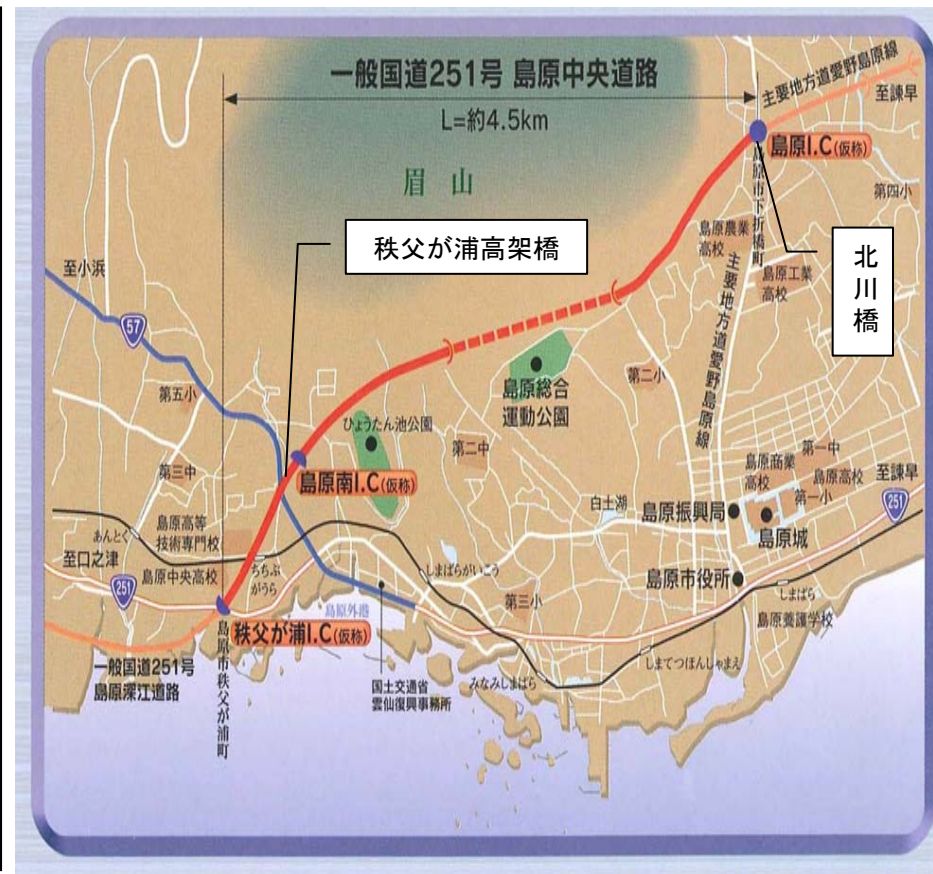 一般国道251号 島原中央道路
L=約4.5km
主要地方道愛野島原線
至諫早
島原I.C(仮称)
眉山
第四小
島原市下折橋町
島原農業
高校
島原工業
高校
北川橋
秩父が浦高架橋
至小浜
57
主要地方道愛野島原線
第五小
島原総合
運動公園
第二小
ひょうたん池公園
第二中
第三中
島原南I.C(仮称)
島原商業
高校
第一中
島原高校
第一小
至諫早
251
白土湖
島原振興局
島原城
あんとく
島原高等
技術専門校
至口之津
島原中央高校
ちちぶ
がうら
しまばらがいこう
島原市役所
しまばら
251
第三小
島原養護学校
島原外港
秩父が浦I.C(仮称)
島原市秩父が浦町
しまてつほんしゃまえ
みなみしまばら
一般国道251号
島原深江道路
国土交通省
雲仙復興事務所